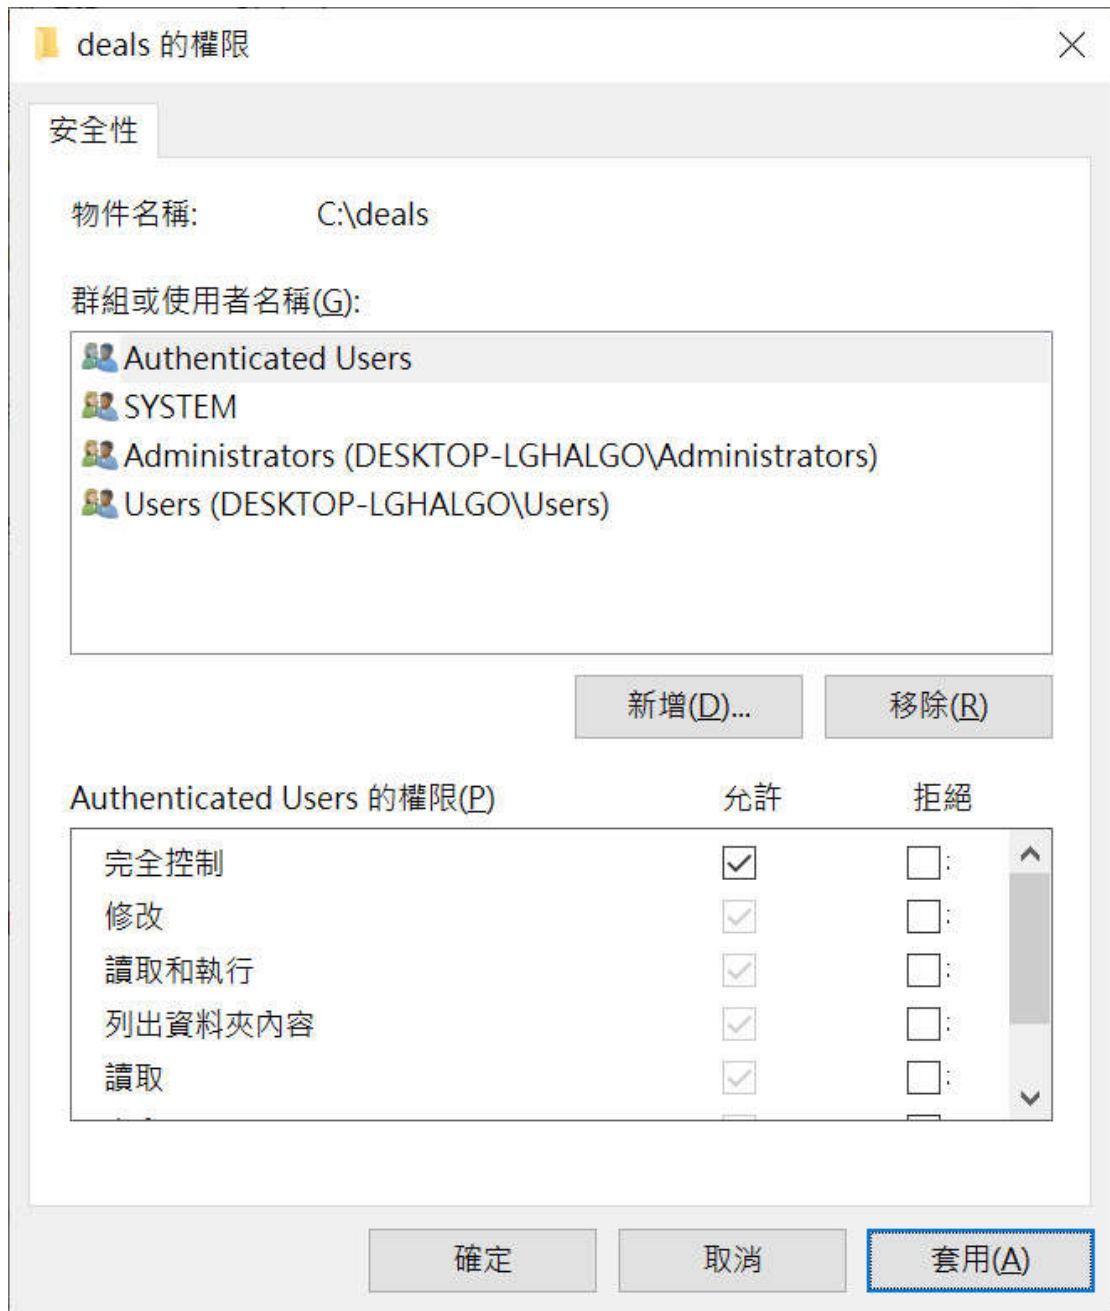 deals 的權限
安全性
物件名稱: C:\deals
群組或使用者名稱(G):
Authenticated Users
SYSTEM
Administrators (DESKTOP-LGHALGO\Administrators)
Users (DESKTOP-LGHALGO\Users)
新增(D)... 移除(R)
Authenticated Users 的權限(P) 允許 拒絕
完全控制
修改
讀取和執行
列出資料夾內容
讀取
確定 取消 套用(A)